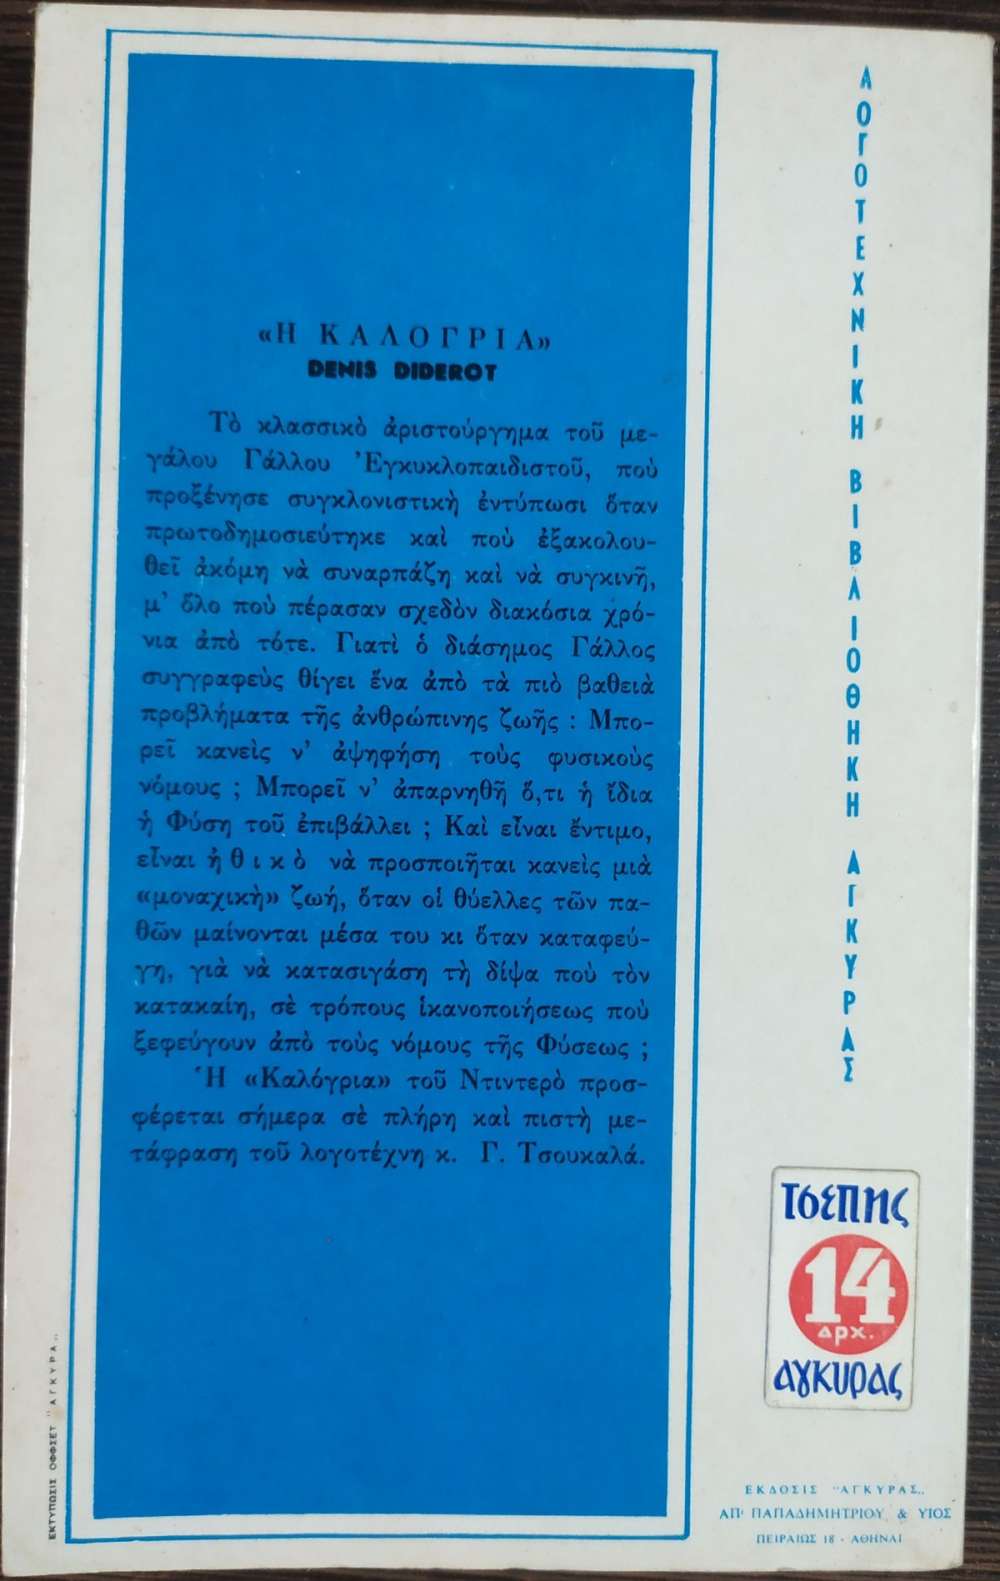 «Η ΚΑΛΟΓΡΙΑ»
DENIS DIDEROT
Τὸ κλασσικὸ ἀριστούργημα τοῦ με-
γάλου Γάλλου Ἐγκυκλοπαιδιστοῦ, ποὺ
προξένησε συγκλονιστικὴ ἐντύπωσι ὅταν
πρωτοδημοσιεύτηκε καὶ ποὺ ἐξακολου-
θεῖ ἀκόμη νὰ συναρπάζη καὶ νὰ συγκινῆ,
μ' ὅλο ποὺ πέρασαν σχεδὸν διακόσια χρό-
νια ἀπὸ τότε. Γιατὶ ὁ διάσημος Γάλλος
συγγραφεὺς θίγει ἕνα ἀπὸ τὰ πιὸ βαθειὰ
προβλήματα τῆς ἀνθρώπινης ζωῆς : Μπο-
ρεῖ κανεὶς ν' ἀψηφήση τοὺς φυσικοὺς
νόμους ; Μπορεῖ ν' ἀπαρνηθῆ ὅ,τι ἡ ἴδια
ἡ Φύση τοῦ ἐπιβάλλει ; Καὶ εἶναι ἔντιμο,
εἶναι ἠθικὸ νὰ προσποιῆται κανεὶς μιὰ
«μοναχικὴ» ζωή, ὅταν οἱ θύελλες τῶν πα-
θῶν μαίνονται μέσα του κι ὅταν καταφεύ-
γη, γιὰ νὰ κατασιγάση τὴ δίψα ποὺ τὸν
κατακαίη, σὲ τρόπους ἱκανοποιήσεως ποὺ
ξεφεύγουν ἀπὸ τοὺς νόμους τῆς Φύσεως ;
Ἡ «Καλόγρια» τοῦ Ντιντερὸ προσ-
φέρεται σήμερα σὲ πλήρη καὶ πιστὴ με-
τάφραση τοῦ λογοτέχνη κ. Γ. Τσουκαλᾶ.
ΛΟΓΟΤΕΧΝΙΚΗ ΒΙΒΛΙΟΘΗΚΗ ΑΓΚΥΡΑΣ
ΤΣΕΠΗΣ
14
ΔΡΧ.
ΑΓΚΥΡΑΣ
ΕΚΔΟΣΙΣ "ΑΓΚΥΡΑΣ,,
ΑΠ· ΠΑΠΑΔΗΜΗΤΡΙΟΥ & ΥΙΟΣ
ΠΕΙΡΑΙΩΣ 18 - ΑΘΗΝΑΙ
ΕΚΤΥΠΩΣΙΣ ΟΦΦΣΕΤ "ΑΓΚΥΡΑ,,